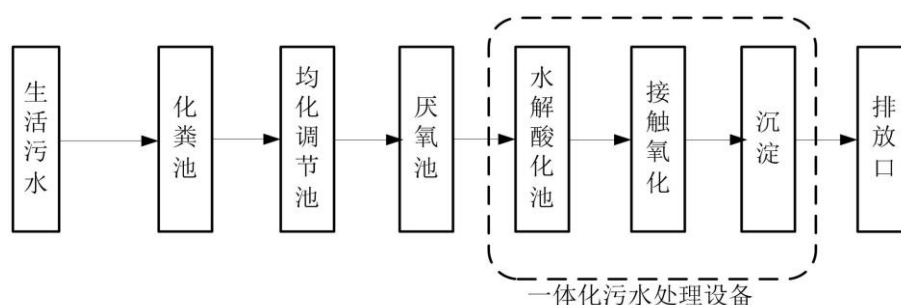 生活污水
化粪池
均化调节池
厌氧池
水解酸化池
接触氧化
沉淀
排放口
一体化污水处理设备